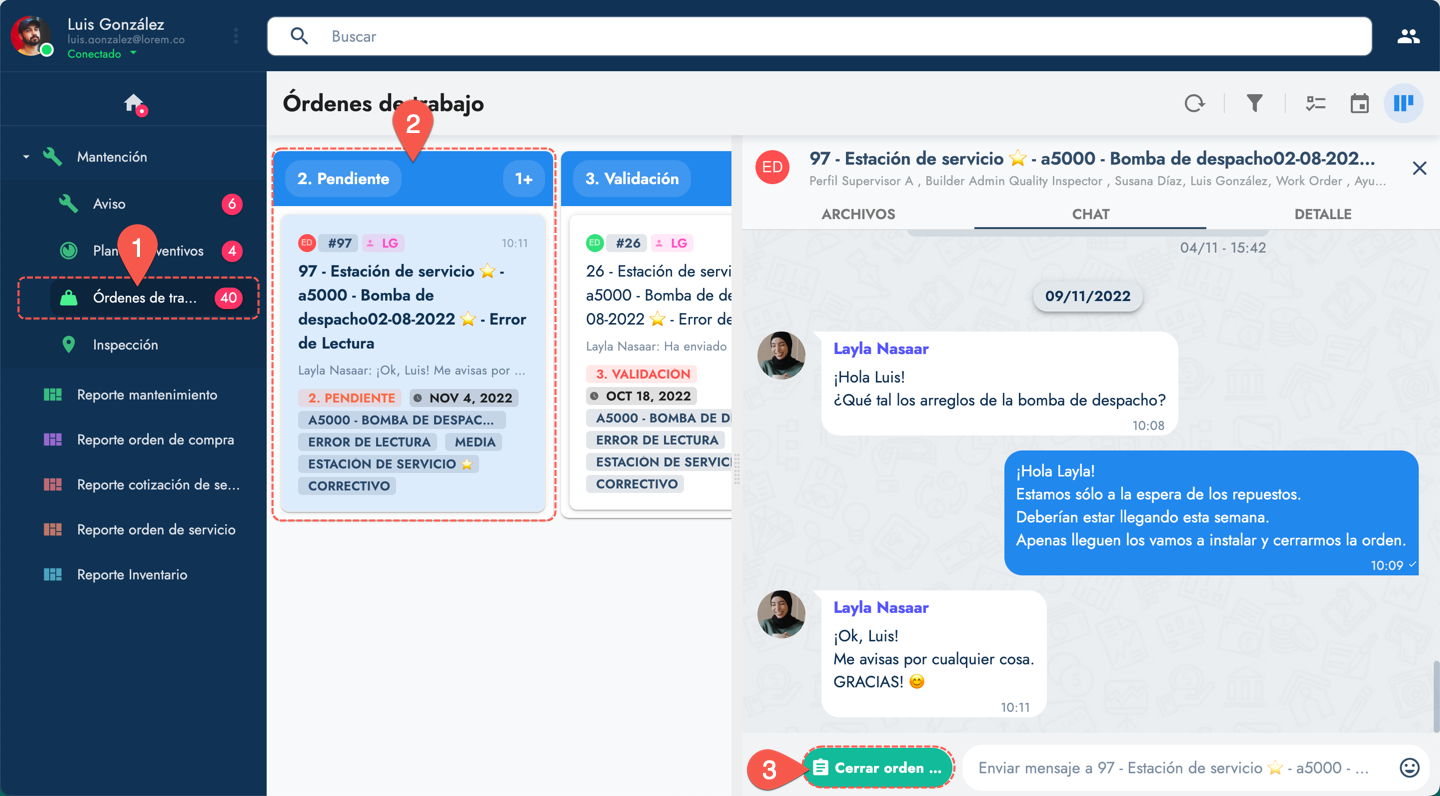 Luis González
luis.gonzalez@lorem.co
Conectado
Buscar
Mantención
Aviso
6
Plan
ventivos
4
1
Órdenes de tra...
40
Inspección
Reporte mantenimiento
Reporte orden de compra
Reporte cotización de se...
Reporte orden de servicio
Reporte Inventario
Órdenes de trabajo
2
2. Pendiente
1+
ED
#97
LG
10:11
97 - Estación de servicio ⭐ -
a5000 - Bomba de
despacho02-08-2022 ⭐ - Error
de Lectura
Layla Nasaar: ¡Ok, Luis! Me avisas por ...
2. PENDIENTE
NOV 4, 2022
A5000 - BOMBA DE DESPAC...
ERROR DE LECTURA
MEDIA
ESTACIÓN DE SERVICIO ⭐
CORRECTIVO
3. Validación
ED
#26
LG
26 - Estación de servi
a5000 - Bomba de de
08-2022 ⭐ - Error de
Layla Nasaar: Ha enviado
3. VALIDACIÓN
OCT 18, 2022
A5000 - BOMBA DE D
ERROR DE LECTURA
ESTACIÓN DE SERVICI
CORRECTIVO
ED
97 - Estación de servicio ⭐ - a5000 - Bomba de despacho02-08-202...
Perfil Supervisor A , Builder Admin Quality Inspector , Susana Díaz, Luis González, Work Order , Ayu...
ARCHIVOS
CHAT
DETALLE
04/11 - 15:42
09/11/2022
Layla Nasaar
¡Hola Luis!
¿Qué tal los arreglos de la bomba de despacho?
10:08
¡Hola Layla!
Estamos sólo a la espera de los repuestos.
Deberían estar llegando esta semana.
Apenas lleguen los vamos a instalar y cerrarmos la orden.
10:09
Layla Nasaar
¡Ok, Luis!
Me avisas por cualquier cosa.
GRACIAS! 😊
10:11
3
Cerrar orden ...
Enviar mensaje a 97 - Estación de servicio ⭐ - a5000 - ...